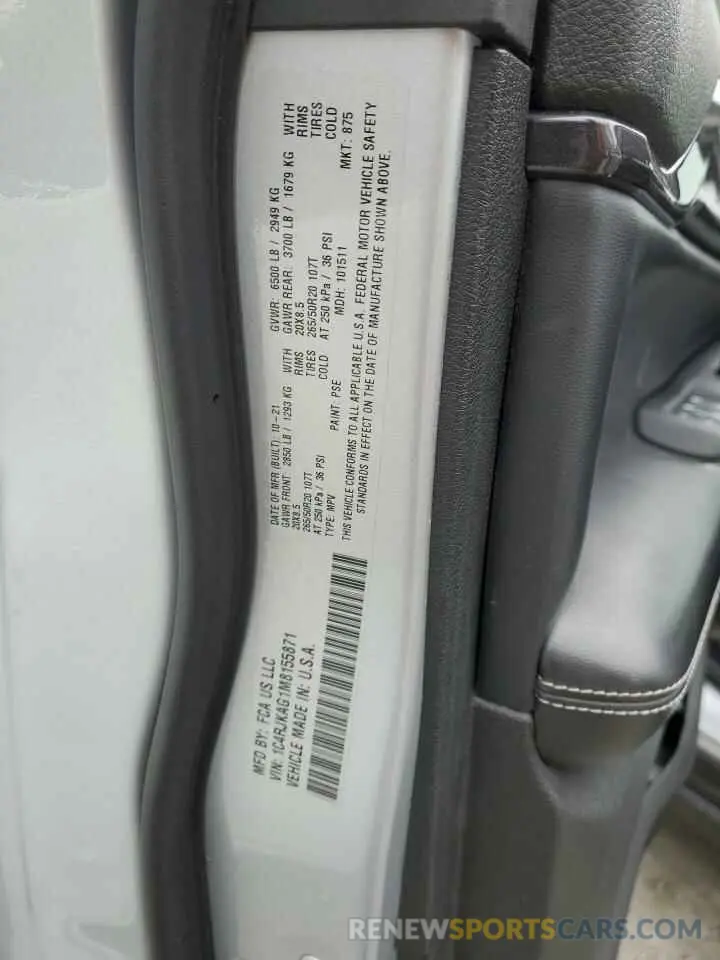 MFD BY: FCA US LLC
VIN: 1C4RJKAG1M8155871
VEHICLE MADE IN: U.S.A.
DATE OF MFR (BUILT): 10-21
GAWR FRONT: 2850 LB / 1293 KG WITH
20X8.5 RIMS
265/50R20 107T TIRES
AT 250 kPa / 36 PSI COLD
TYPE: MPV
PAINT: PSE
GVWR: 6500 LB / 2949 KG
GAWR REAR: 3700 LB / 1679 KG WITH
20X8.5 RIMS
265/50R20 107T TIRES
AT 250 kPa / 36 PSI COLD
MDH: 101511
MKT: 875
THIS VEHICLE CONFORMS TO ALL APPLICABLE U.S.A. FEDERAL MOTOR VEHICLE SAFETY
STANDARDS IN EFFECT ON THE DATE OF MANUFACTURE SHOWN ABOVE.
RENEWSPORTSCARS.COM